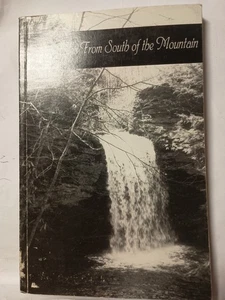 From South of the Mountain